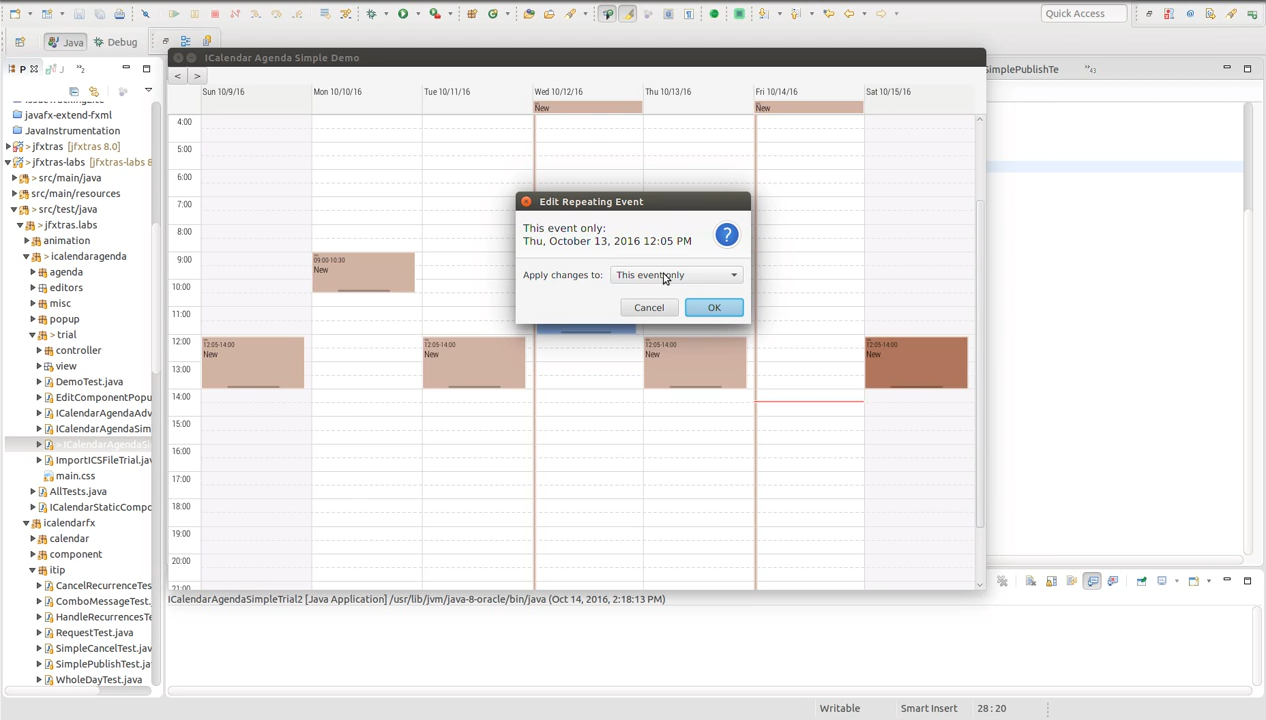 Quick Access
Java
Debug
P
J
2
ICalendar Agenda Simple Demo
SimplePublishTe
43
<
>
Sun 10/9/16
Mon 10/10/16
Tue 10/11/16
Wed 10/12/16
Thu 10/13/16
Fri 10/14/16
Sat 10/15/16
New
New
javafx-extend-fxml
JavaInstrumentation
> jfxtras [jfxtras 8.0]
> jfxtras-labs [jfxtras-labs 8
> src/main/java
src/main/resources
> src/test/java
> jfxtras.labs
animation
> icalendaragenda
agenda
editors
misc
popup
> trial
controller
view
DemoTest.java
EditComponentPopu
ICalendarAgendaAdv
ICalendarAgendaSim
> ICalendarAgendaSi
ImportICSFileTrial.jav
main.css
AllTests.java
ICalendarStaticCompo
icalendarfx
calendar
component
itip
CancelRecurrenceTes
ComboMessageTest.
HandleRecurrencesTe
RequestTest.java
SimpleCancelTest.jav
SimplePublishTest.ja
WholeDayTest.java
4:00
5:00
6:00
7:00
8:00
9:00
10:00
11:00
12:00
13:00
14:00
15:00
16:00
17:00
18:00
19:00
20:00
21:00
09:00-10:30
New
12:05-14:00
New
12:05-14:00
New
12:05-14:00
New
12:05-14:00
New
Edit Repeating Event
This event only:
Thu, October 13, 2016 12:05 PM
?
Apply changes to: This event only
Cancel
OK
ICalendarAgendaSimpleTrial2 [Java Application] /usr/lib/jvm/java-8-oracle/bin/java (Oct 14, 2016, 2:18:13 PM)
Writable
Smart Insert
28 : 20